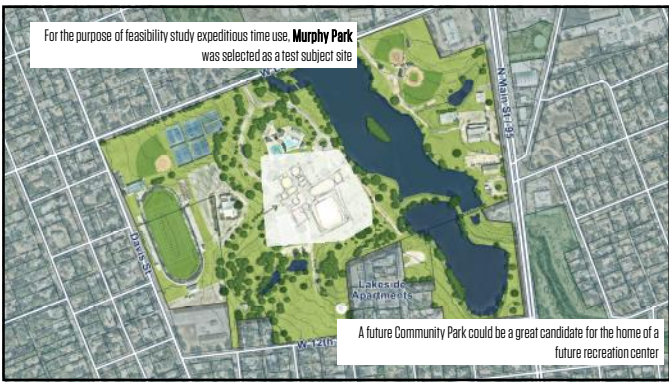 For the purpose of feasibility study expeditious time use, Murphy Park
was selected as a test subject site
N Main St / 95
Davis St
Lakeside
Apartments
W 12th
A future Community Park could be a great candidate for the home of a
future recreation center